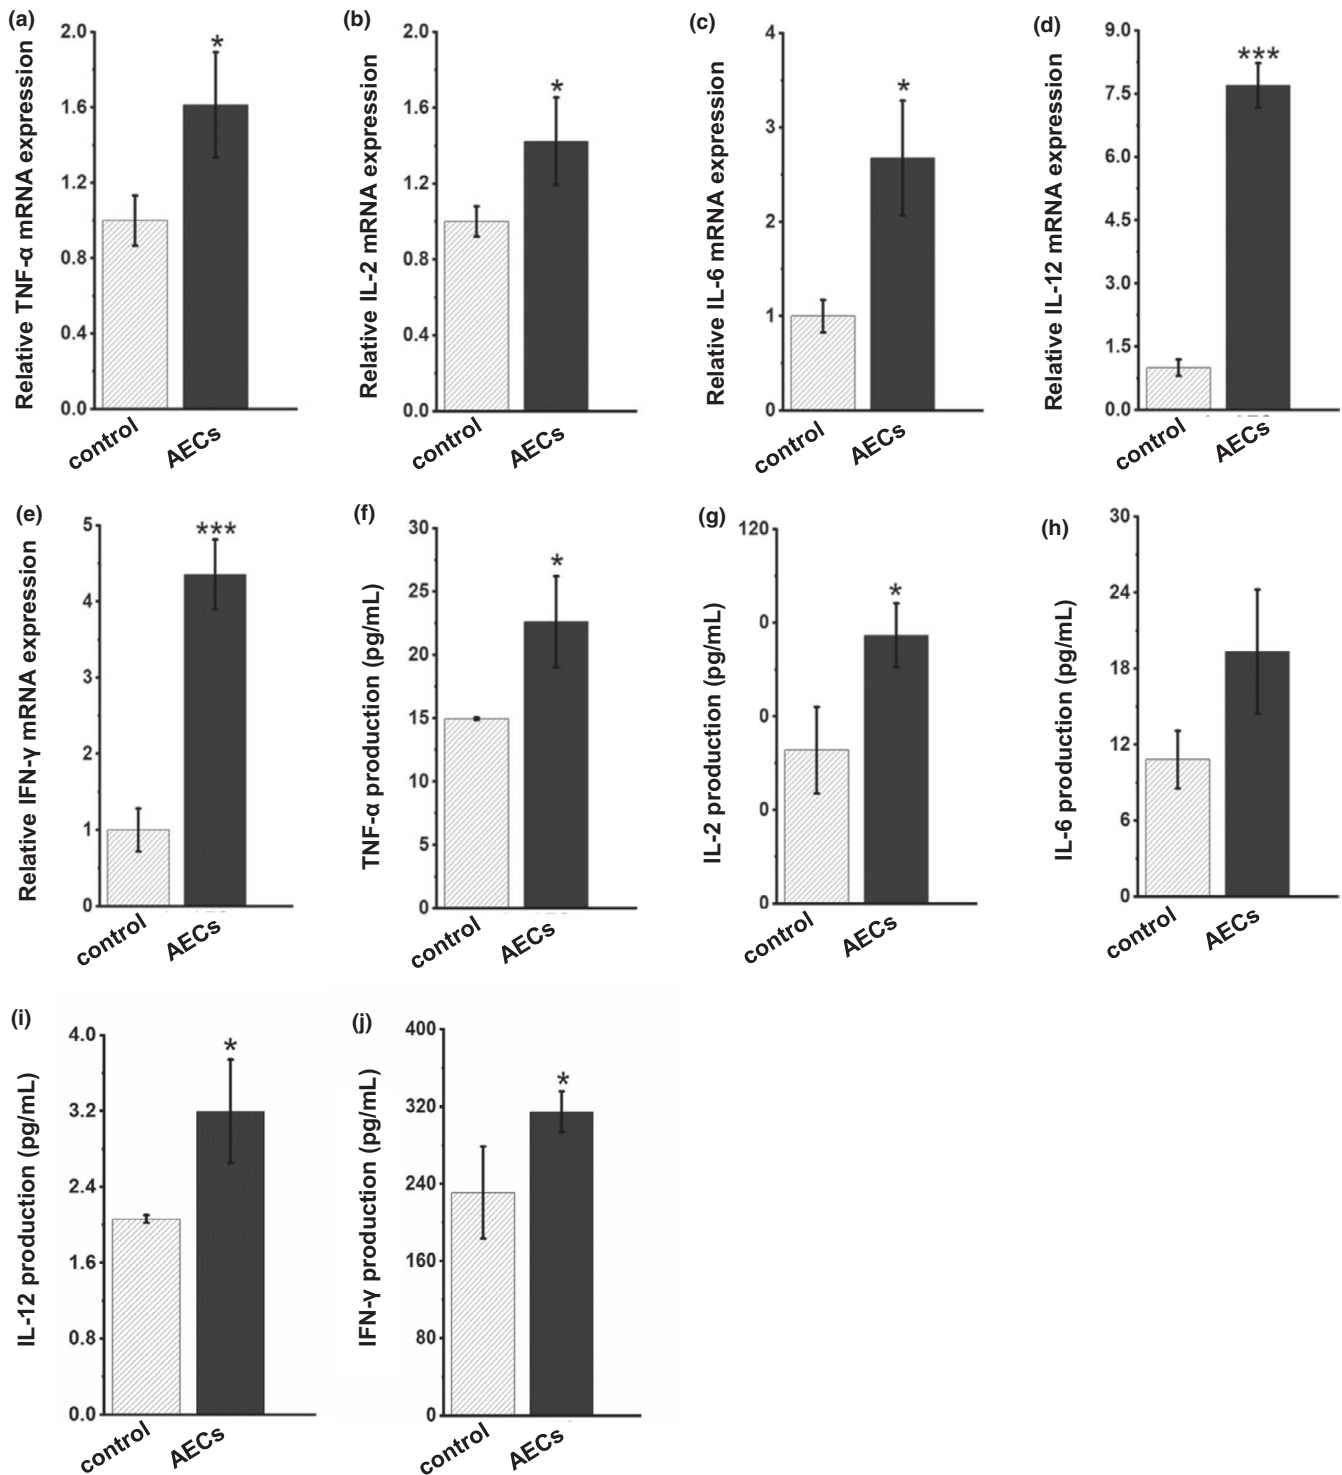 (a)
Relative TNF-α mRNA expression
2.0
1.6
1.2
0.8
0.4
0.0
*
control
AECs
(b)
Relative IL-2 mRNA expression
2.0
1.6
1.2
0.8
0.4
0.0
*
control
AECs
(c)
Relative IL-6 mRNA expression
4
3
2
1
0
*
control
AECs
(d)
Relative IL-12 mRNA expression
9.0
7.5
6.0
4.5
3.0
1.5
0.0
***
control
AECs
(e)
Relative IFN-γ mRNA expression
5
4
3
2
1
0
***
control
AECs
(f)
TNF-α production (pg/mL)
30
25
20
15
10
5
0
*
control
AECs
(g)
IL-2 production (pg/mL)
120
0
0
0
0
*
control
AECs
(h)
IL-6 production (pg/mL)
30
24
18
12
6
0
control
AECs
(i)
IL-12 production (pg/mL)
4.0
3.2
2.4
1.6
0.8
0.0
*
control
AECs
(j)
IFN-γ production (pg/mL)
400
320
240
160
80
0
*
control
AECs